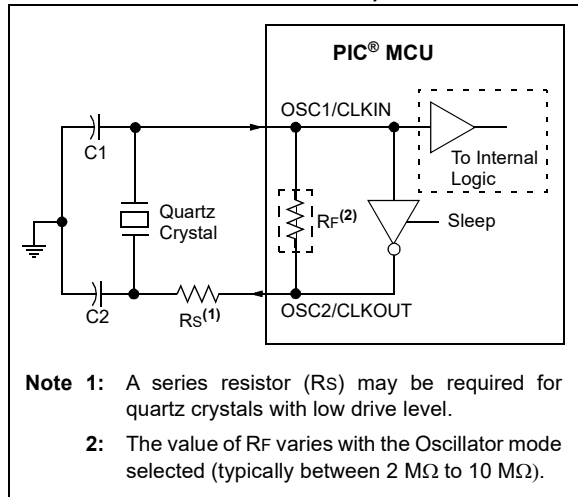 PIC® MCU
OSC1/CLKIN
C1
To Internal
Logic
Quartz
Crystal
RF(2)
Sleep
C2
RS(1)
OSC2/CLKOUT
Note 1: A series resistor (RS) may be required for
quartz crystals with low drive level.
2: The value of RF varies with the Oscillator mode
selected (typically between 2 MΩ to 10 MΩ).